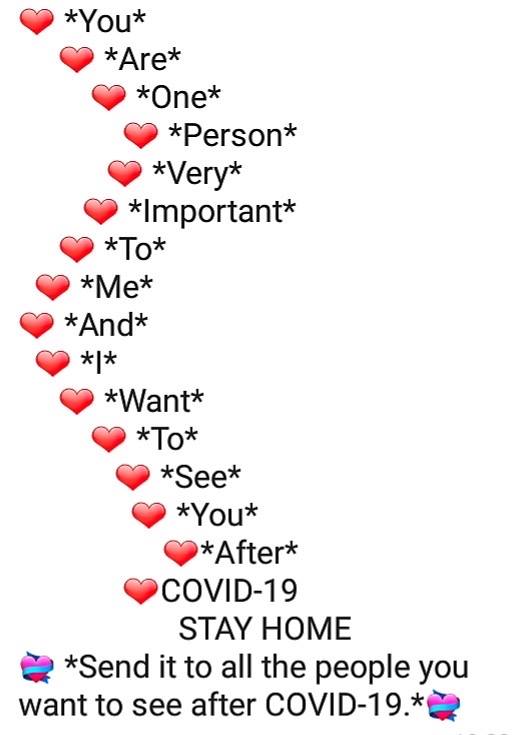 ❤️ *You*
❤️ *Are*
❤️ *One*
❤️ *Person*
❤️ *Very*
❤️ *Important*
❤️ *To*
❤️ *Me*
❤️ *And*
❤️ *I*
❤️ *Want*
❤️ *To*
❤️ *See*
❤️ *You*
❤️*After*
❤️COVID-19
STAY HOME
💝 *Send it to all the people you
want to see after COVID-19.*💝